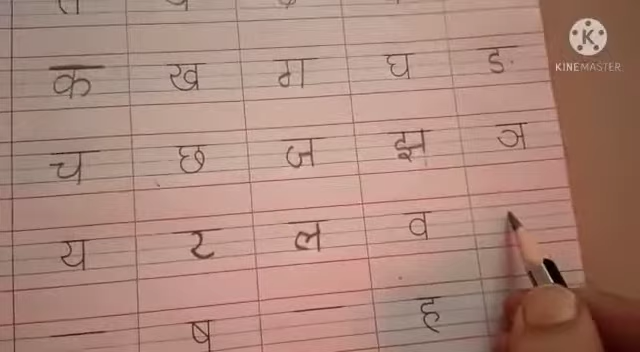 क ख ग घ ङ
च छ ज झ ञ
य र ल व
ष ह
KINEMASTER